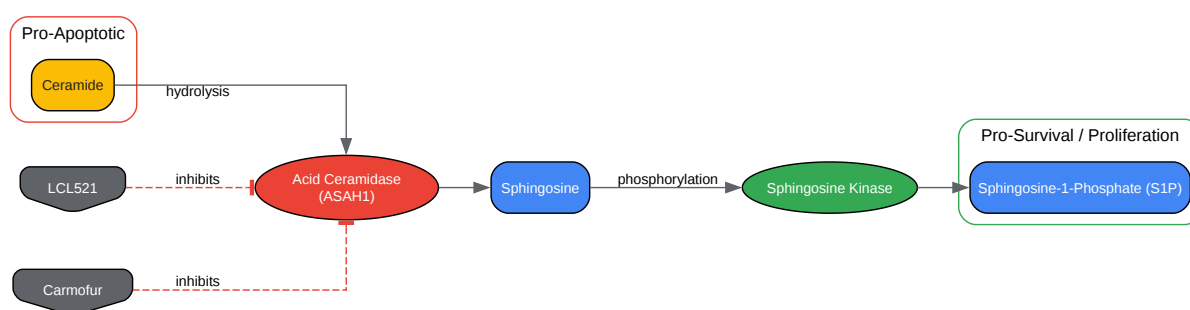 Pro-Apoptotic
Ceramide
hydrolysis
Pro-Survival / Proliferation
LCL521
inhibits
Acid Ceramidase
(ASAH1)
Sphingosine
phosphorylation
Sphingosine Kinase
Sphingosine-1-Phosphate (S1P)
Carmofur
inhibits